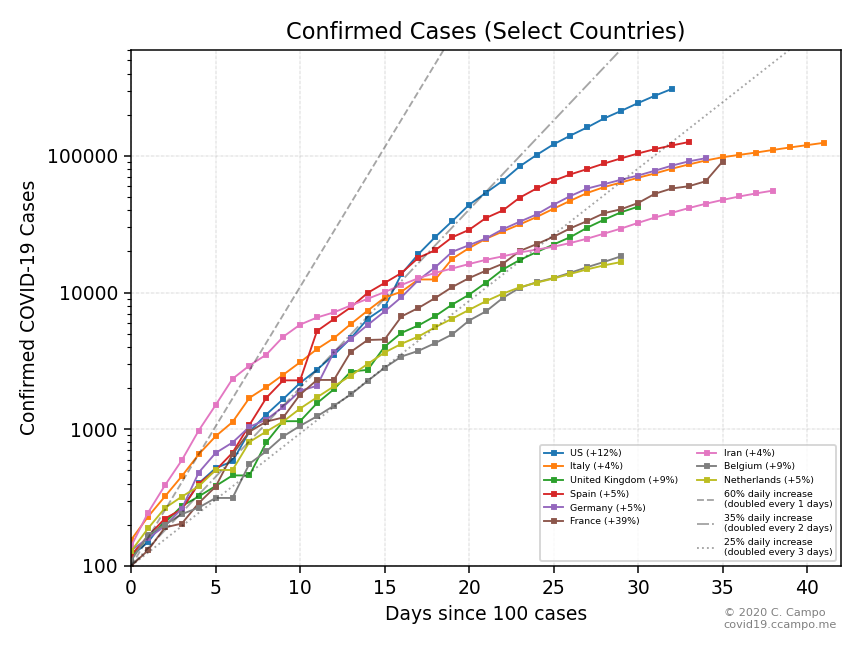 Confirmed Cases (Select Countries)
Confirmed COVID-19 Cases
100000
10000
1000
100
0 5 10 15 20 25 30 35 40
Days since 100 cases
US (+12%)
Italy (+4%)
United Kingdom (+9%)
Spain (+5%)
Germany (+5%)
France (+39%)
Iran (+4%)
Belgium (+9%)
Netherlands (+5%)
60% daily increase
(doubled every 1 days)
35% daily increase
(doubled every 2 days)
25% daily increase
(doubled every 3 days)
© 2020 C. Campo
covid19.ccampo.me